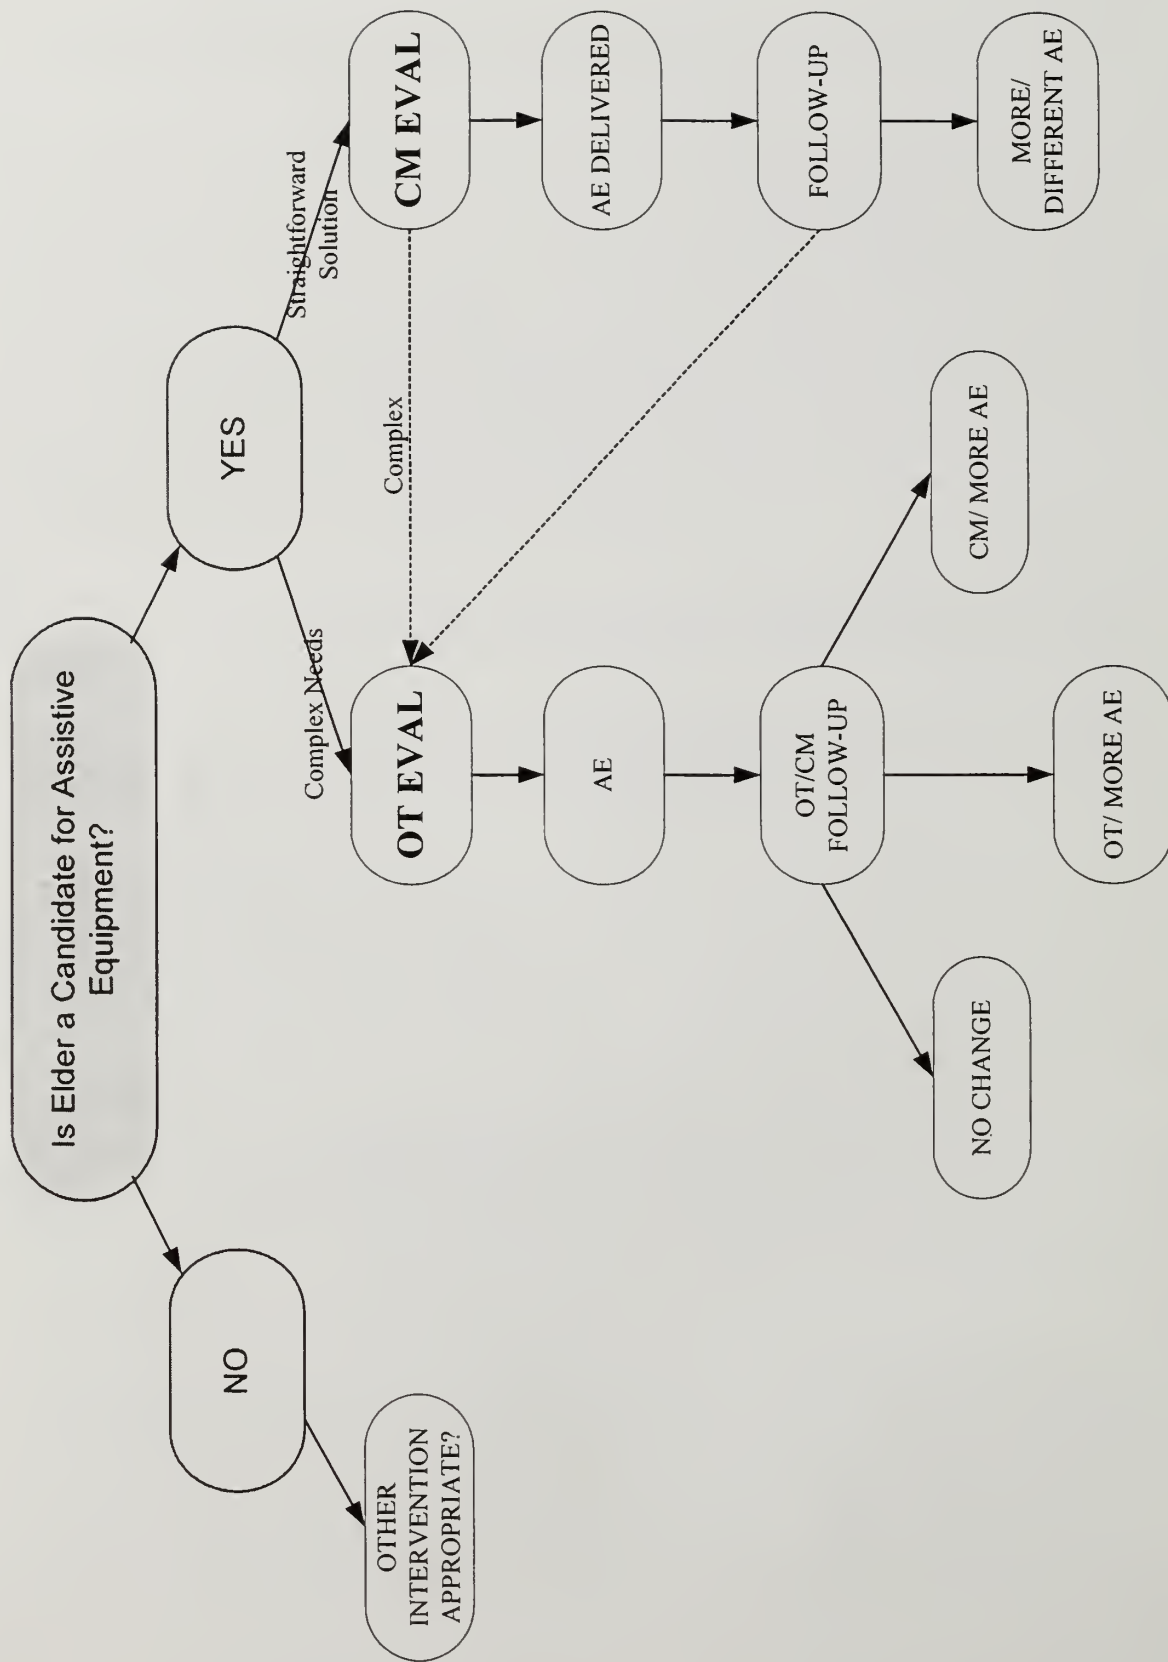 Is Elder a Candidate for Assistive
Equipment?
NO
YES
Complex Needs
Straightforward
Solution
OTHER
INTERVENTION
APPROPRIATE?
OT EVAL
Complex
CM EVAL
AE
AE DELIVERED
OT/CM
FOLLOW-UP
FOLLOW-UP
NO CHANGE
CM/ MORE AE
OT/ MORE AE
MORE/
DIFFERENT AE